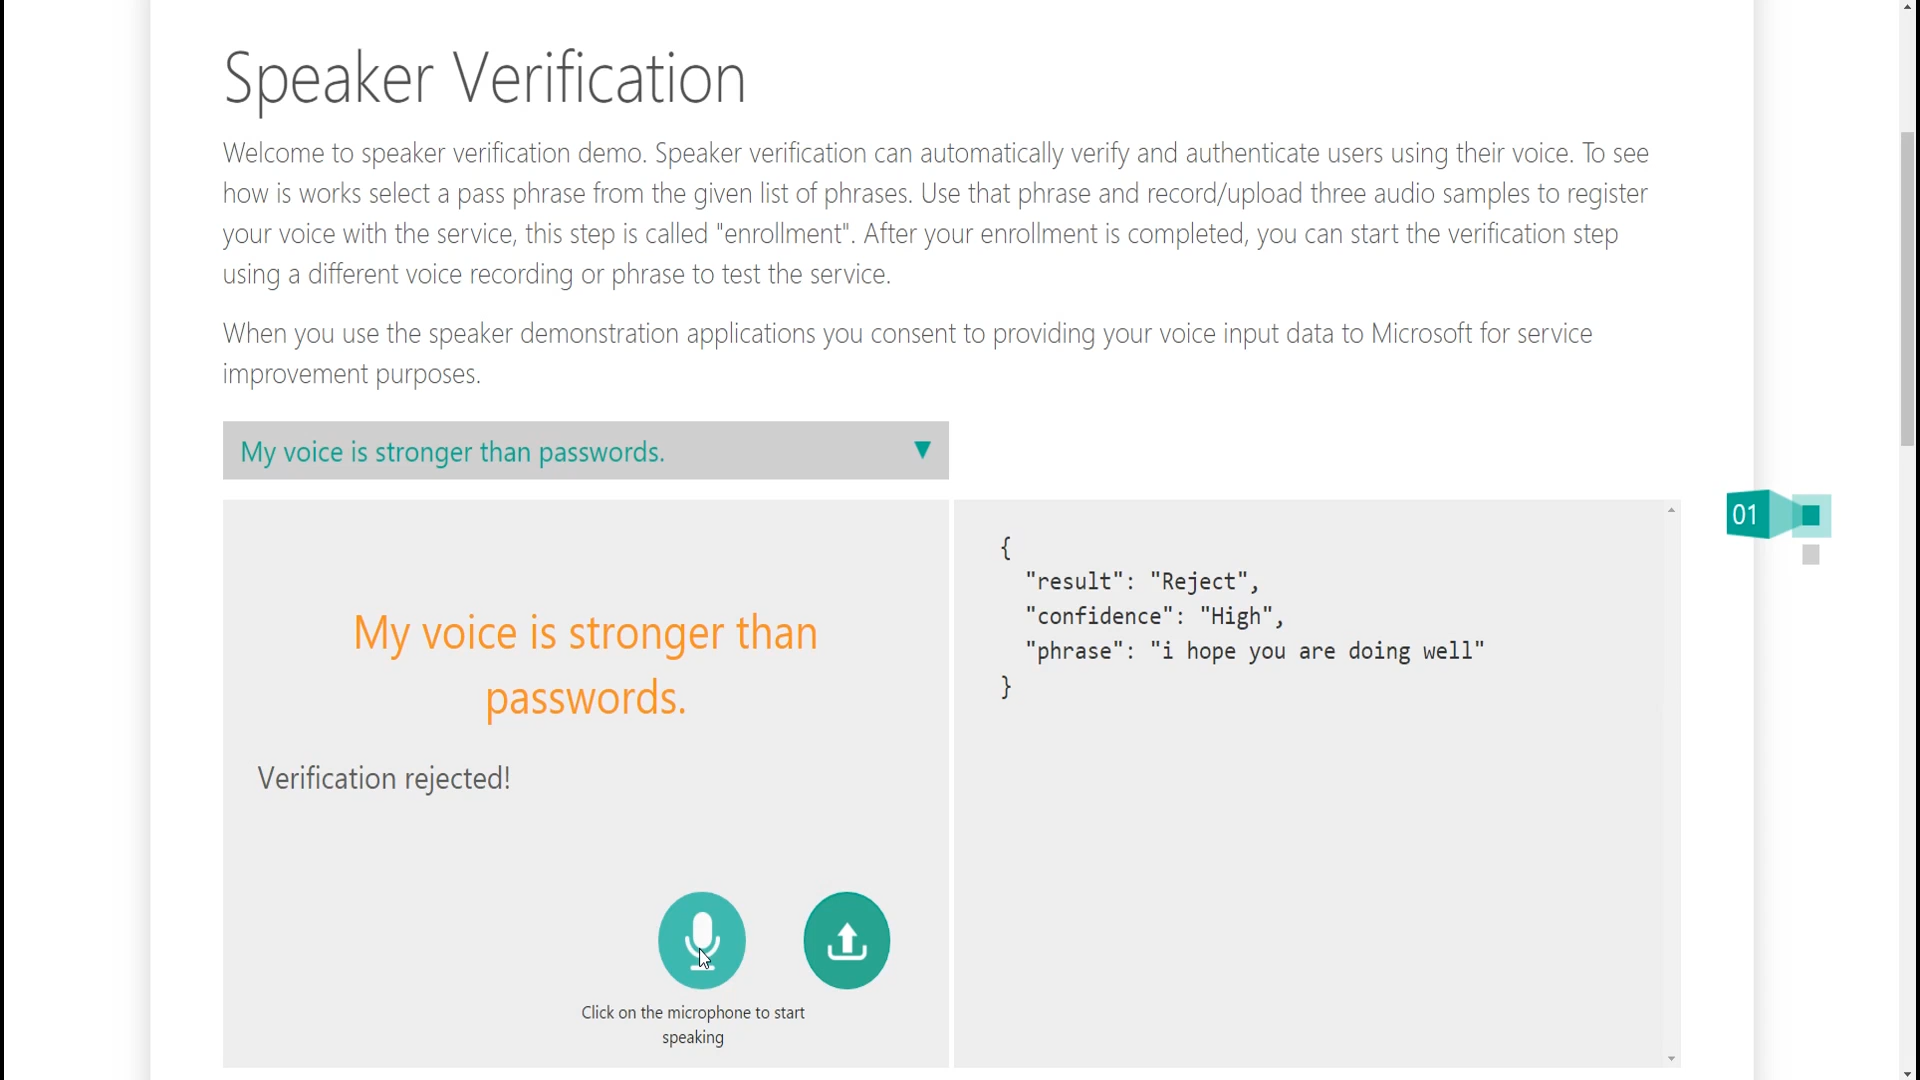 Speaker Verification
Welcome to speaker verification demo. Speaker verification can automatically verify and authenticate users using their voice. To see
how is works select a pass phrase from the given list of phrases. Use that phrase and record/upload three audio samples to register
your voice with the service, this step is called "enrollment". After your enrollment is completed, you can start the verification step
using a different voice recording or phrase to test the service.
When you use the speaker demonstration applications you consent to providing your voice input data to Microsoft for service
improvement purposes.
My voice is stronger than passwords.
My voice is stronger than
passwords.
Verification rejected!
Click on the microphone to start
speaking
{
"result": "Reject",
"confidence": "High",
"phrase": "i hope you are doing well"
}
01